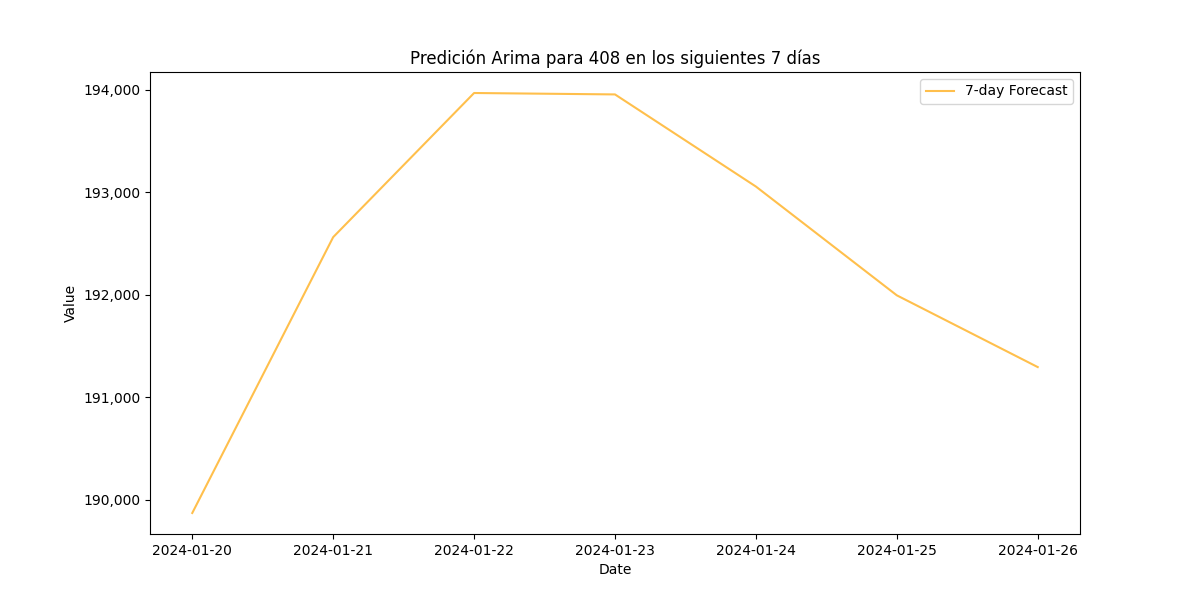 Predición Arima para 408 en los siguientes 7 días
7-day Forecast
Value
194,000
193,000
192,000
191,000
190,000
2024-01-20 2024-01-21 2024-01-22 2024-01-23 2024-01-24 2024-01-25 2024-01-26
Date